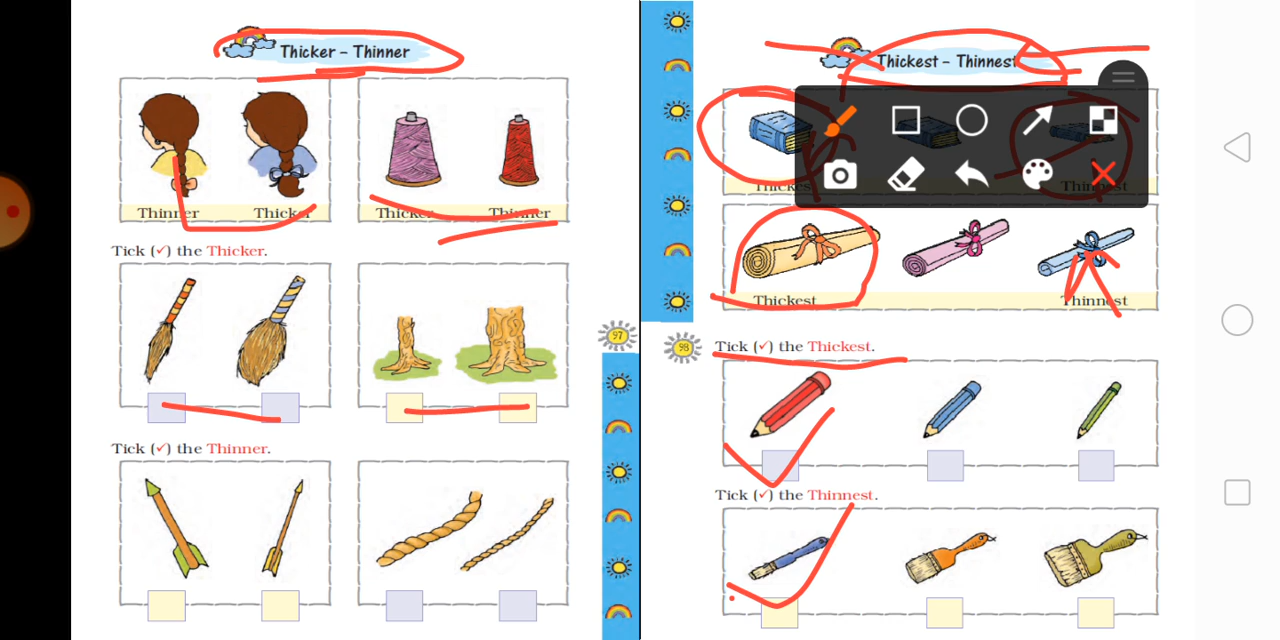 Thicker – Thinner
Thinner Thicker Thicker Thinner
Tick (✓) the Thicker.
Tick (✓) the Thinner.
97
Thickest – Thinnest
Thickest Thinnest
Thickest Thinnest
98
Tick (✓) the Thickest.
Tick (✓) the Thinnest.